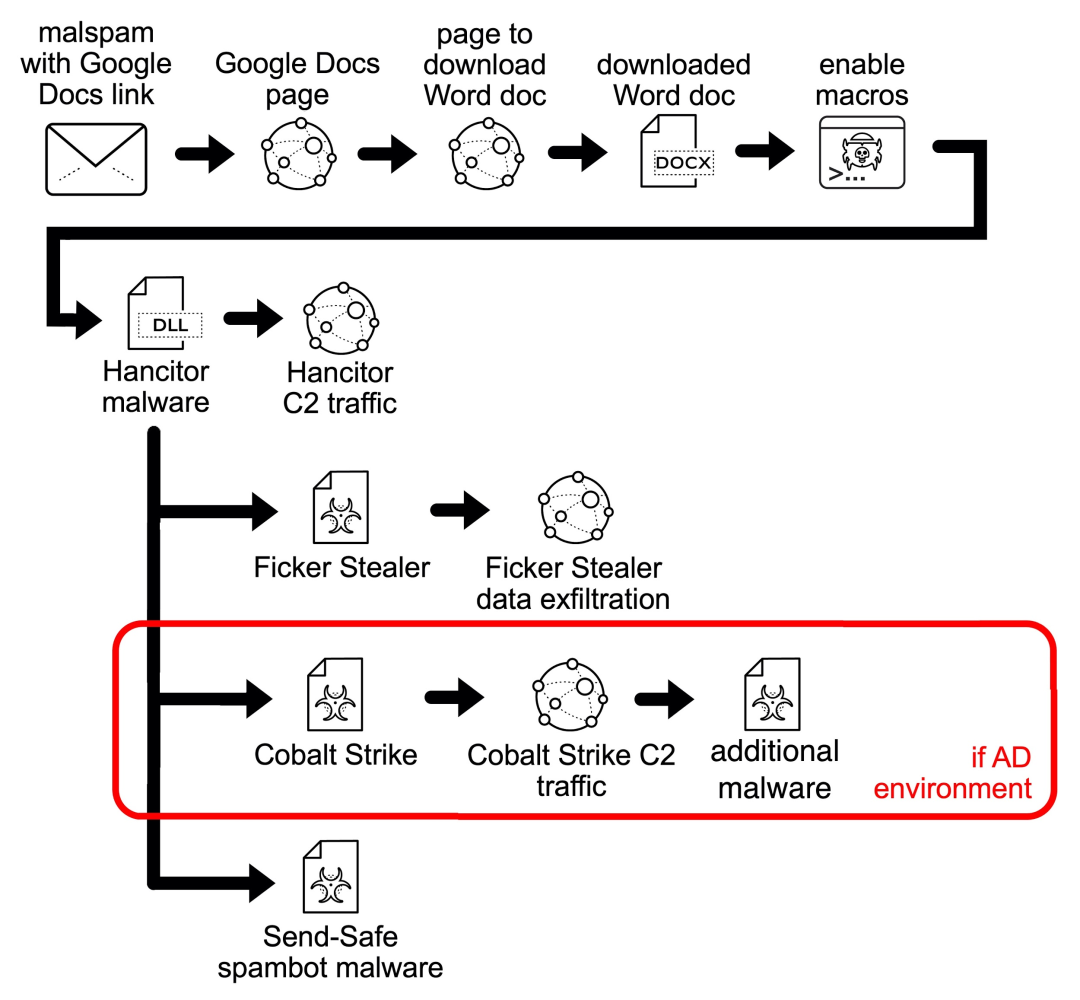 malspam
with Google
Docs link
Google Docs
page
page to
download
Word doc
downloaded
Word doc
enable
macros
DOCX
>...
DLL
Hancitor
malware
Hancitor
C2 traffic
Ficker Stealer
Ficker Stealer
data exfiltration
Cobalt Strike
Cobalt Strike C2
traffic
additional
malware
if AD
environment
Send-Safe
spambot malware